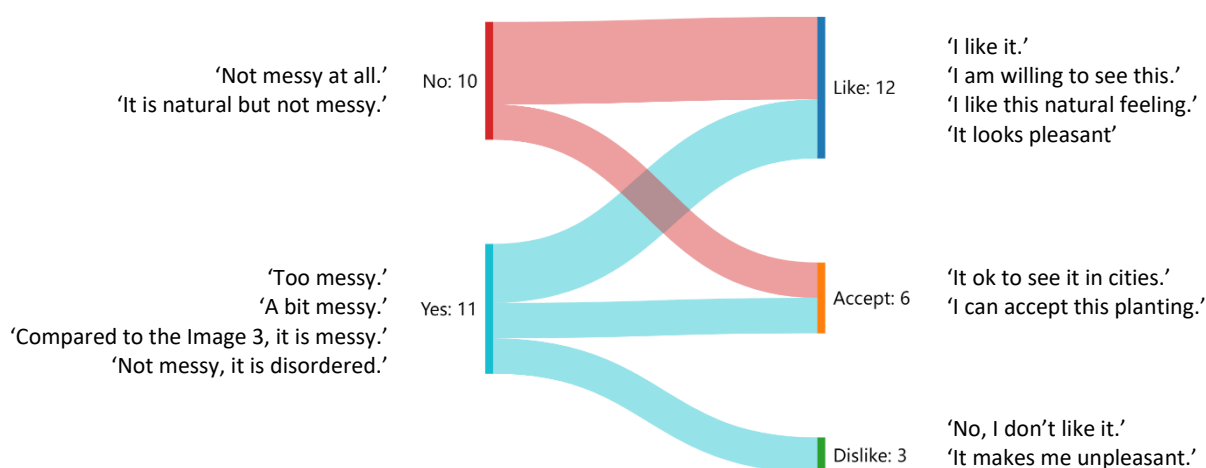 ‘Not messy at all.’
‘It is natural but not messy.’
No: 10
Like: 12
‘I like it.’
‘I am willing to see this.’
‘I like this natural feeling.’
‘It looks pleasant’
‘Too messy.’
‘A bit messy.’
‘Compared to the Image 3, it is messy.’
‘Not messy, it is disordered.’
Yes: 11
Accept: 6
‘It ok to see it in cities.’
‘I can accept this planting.’
Dislike: 3
‘No, I don’t like it.’
‘It makes me unpleasant.’